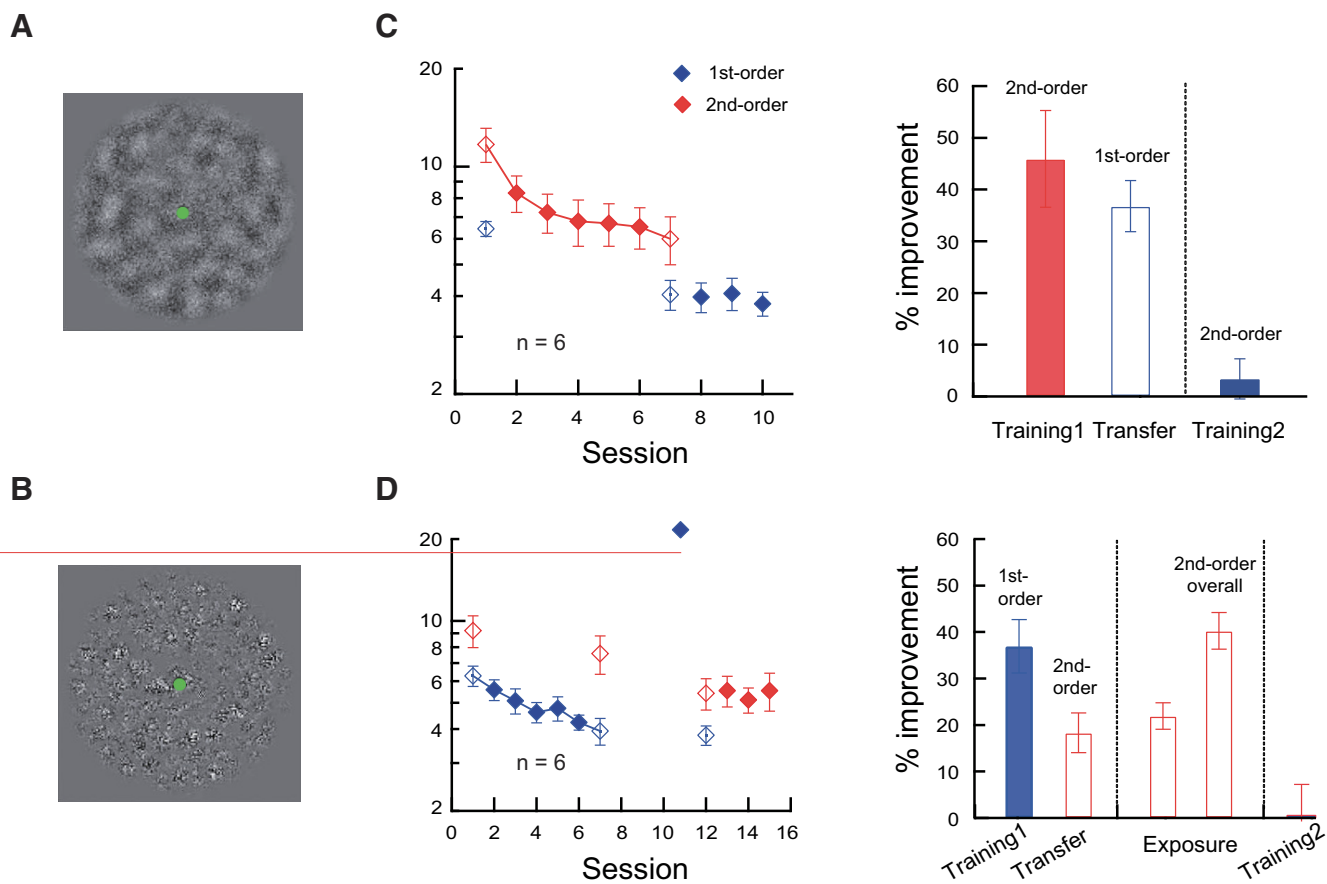 A
C
20
10
8
6
4
2
0 2 4 6 8 10
Session
1st-order
2nd-order
n = 6
60
50
40
30
20
10
0
% improvement
2nd-order
1st-order
2nd-order
Training1 Transfer Training2
B
D
20
10
8
6
4
2
0 2 4 6 8 10 12 14 16
Session
n = 6
60
50
40
30
20
10
0
% improvement
1st-
order
2nd-
order
2nd-order
overall
Training1 Transfer Exposure Training2